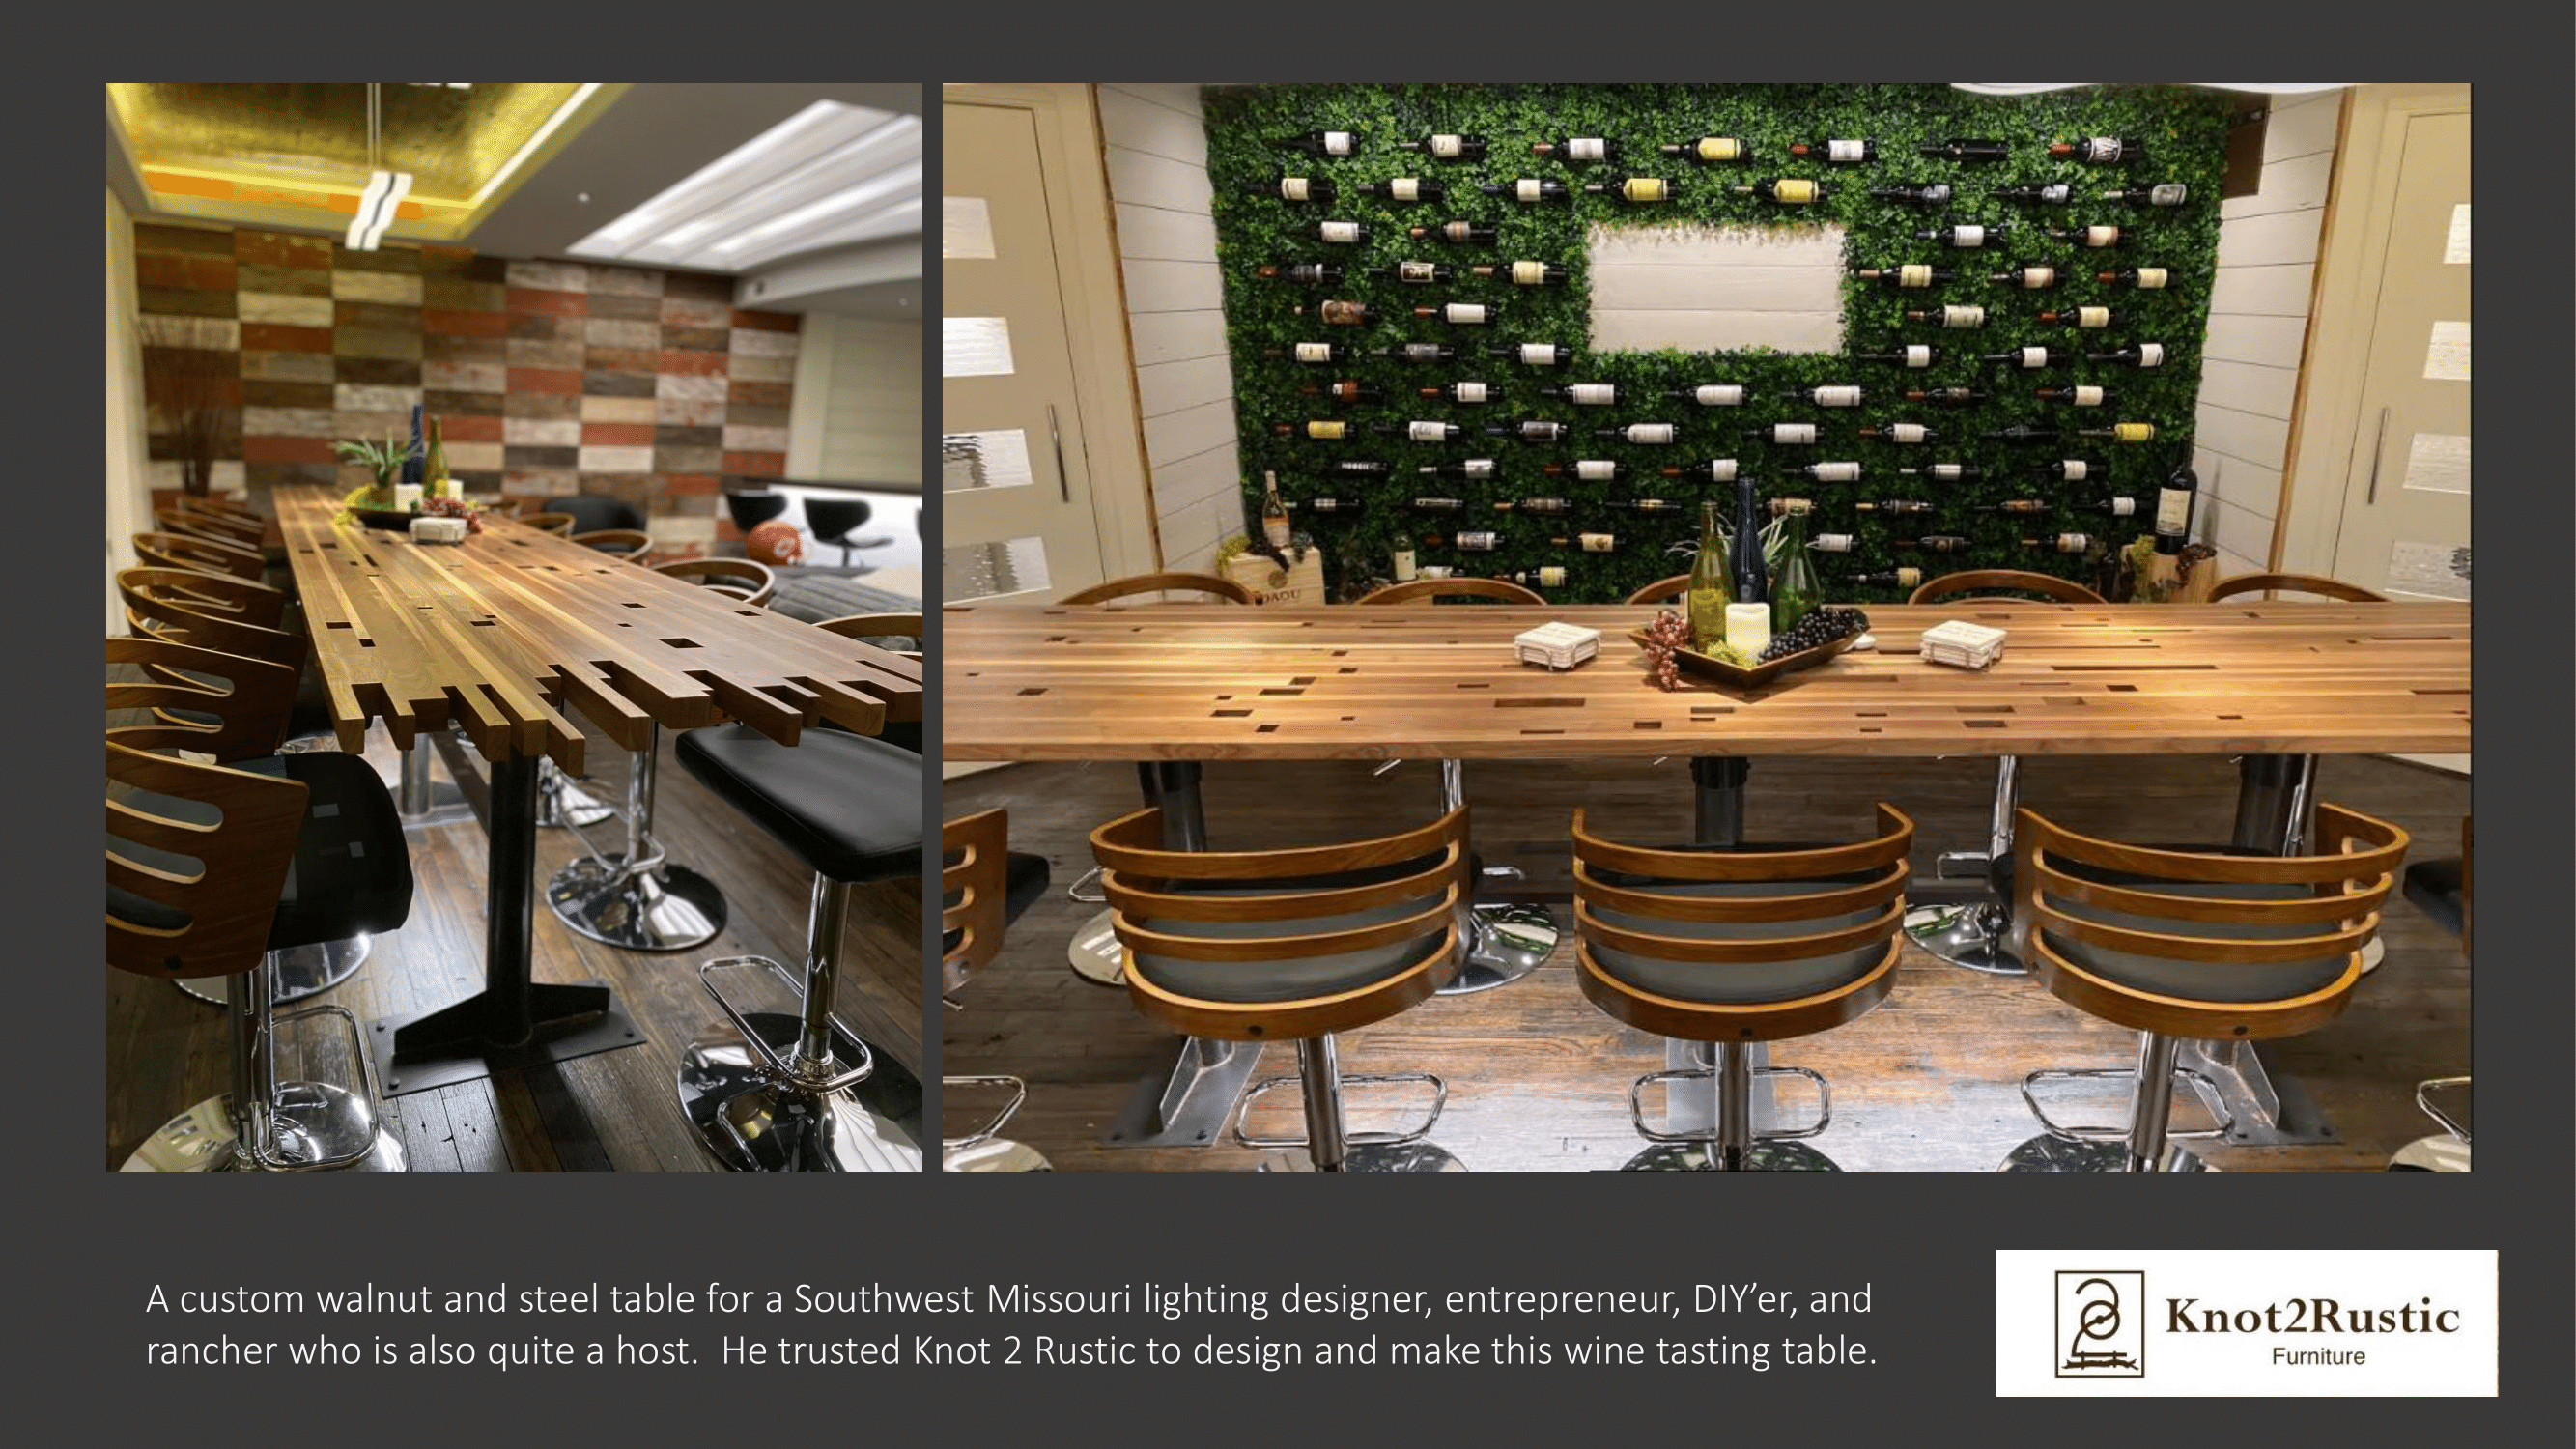 DAOU
A custom walnut and steel table for a Southwest Missouri lighting designer, entrepreneur, DIY’er, and
rancher who is also quite a host.  He trusted Knot 2 Rustic to design and make this wine tasting table.
Knot2Rustic
Furniture